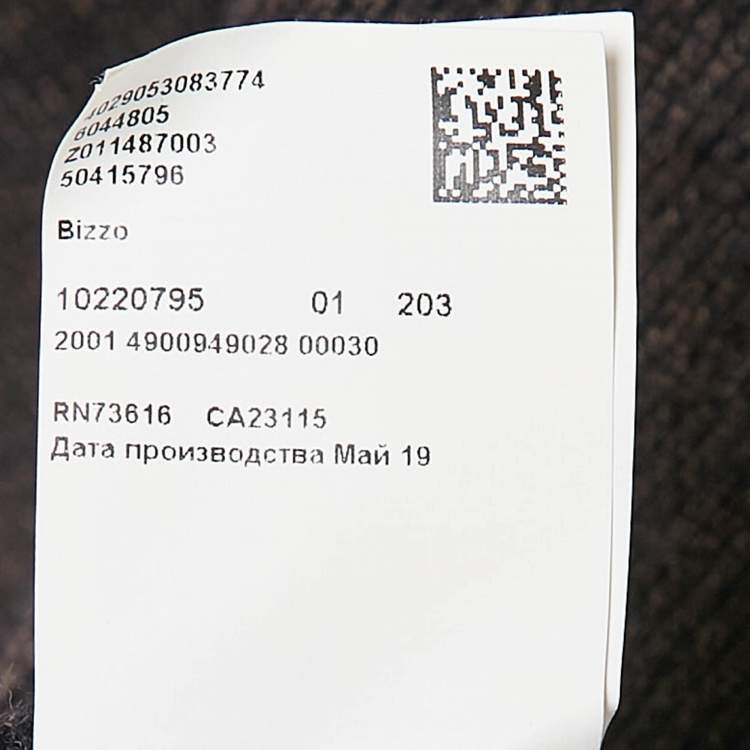 4029053083774
6044805
Z011487003
50415796
Bizzo
10220795 01 203
2001 4900949028 00030
RN73616 CA23115
Дата производства Май 19